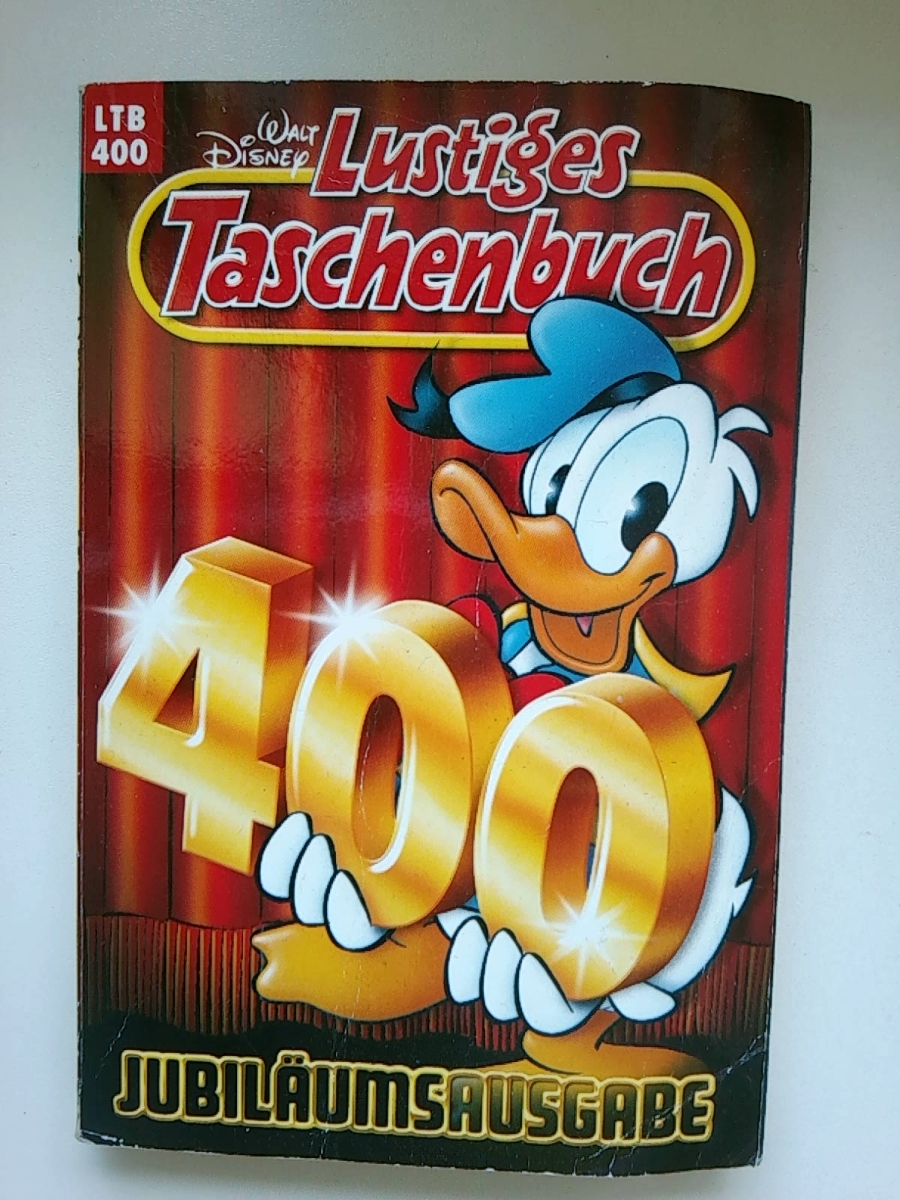 LTB
400
WALT
DISNEY
Lustiges
Taschenbuch
400
JUBILÄUMSAUSGABE